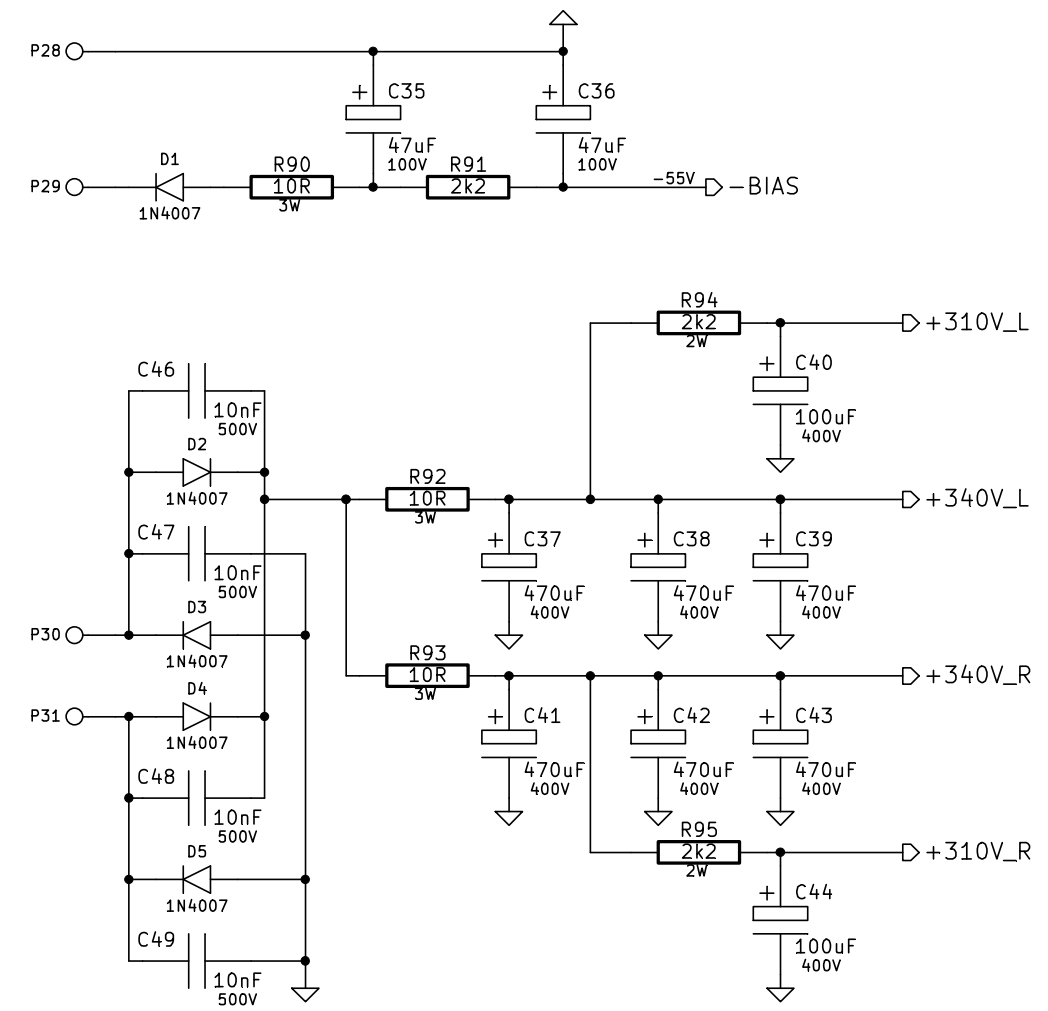 P28
+ C35
47uF
100V
+ C36
47uF
100V
P29
D1
1N4007
R90
10R
3W
R91
2k2
-55V
-BIAS
R94
2k2
2W
+310V_L
+ C40
100uF
400V
C46
10nF
500V
D2
1N4007
R92
10R
3W
+340V_L
C47
10nF
500V
+ C37
470uF
400V
+ C38
470uF
400V
+ C39
470uF
400V
P30
D3
1N4007
R93
10R
3W
+340V_R
P31
D4
1N4007
+ C41
470uF
400V
+ C42
470uF
400V
+ C43
470uF
400V
C48
10nF
500V
R95
2k2
2W
+310V_R
D5
1N4007
+ C44
100uF
400V
C49
10nF
500V